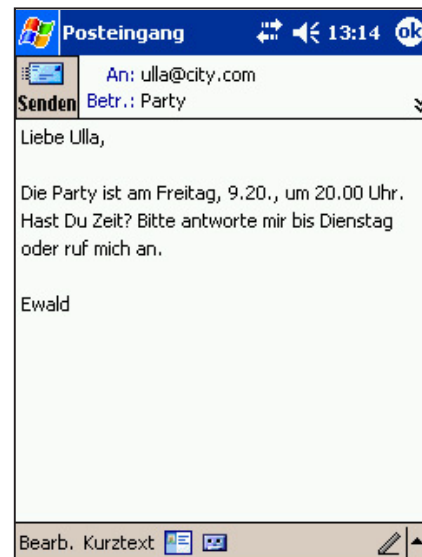 Posteingang 13:14 ok
An: ulla@city.com
Senden Betr.: Party
Liebe Ulla,
Die Party ist am Freitag, 9.20., um 20.00 Uhr.
Hast Du Zeit? Bitte antworte mir bis Dienstag
oder ruf mich an.
Ewald
Bearb. Kurztext